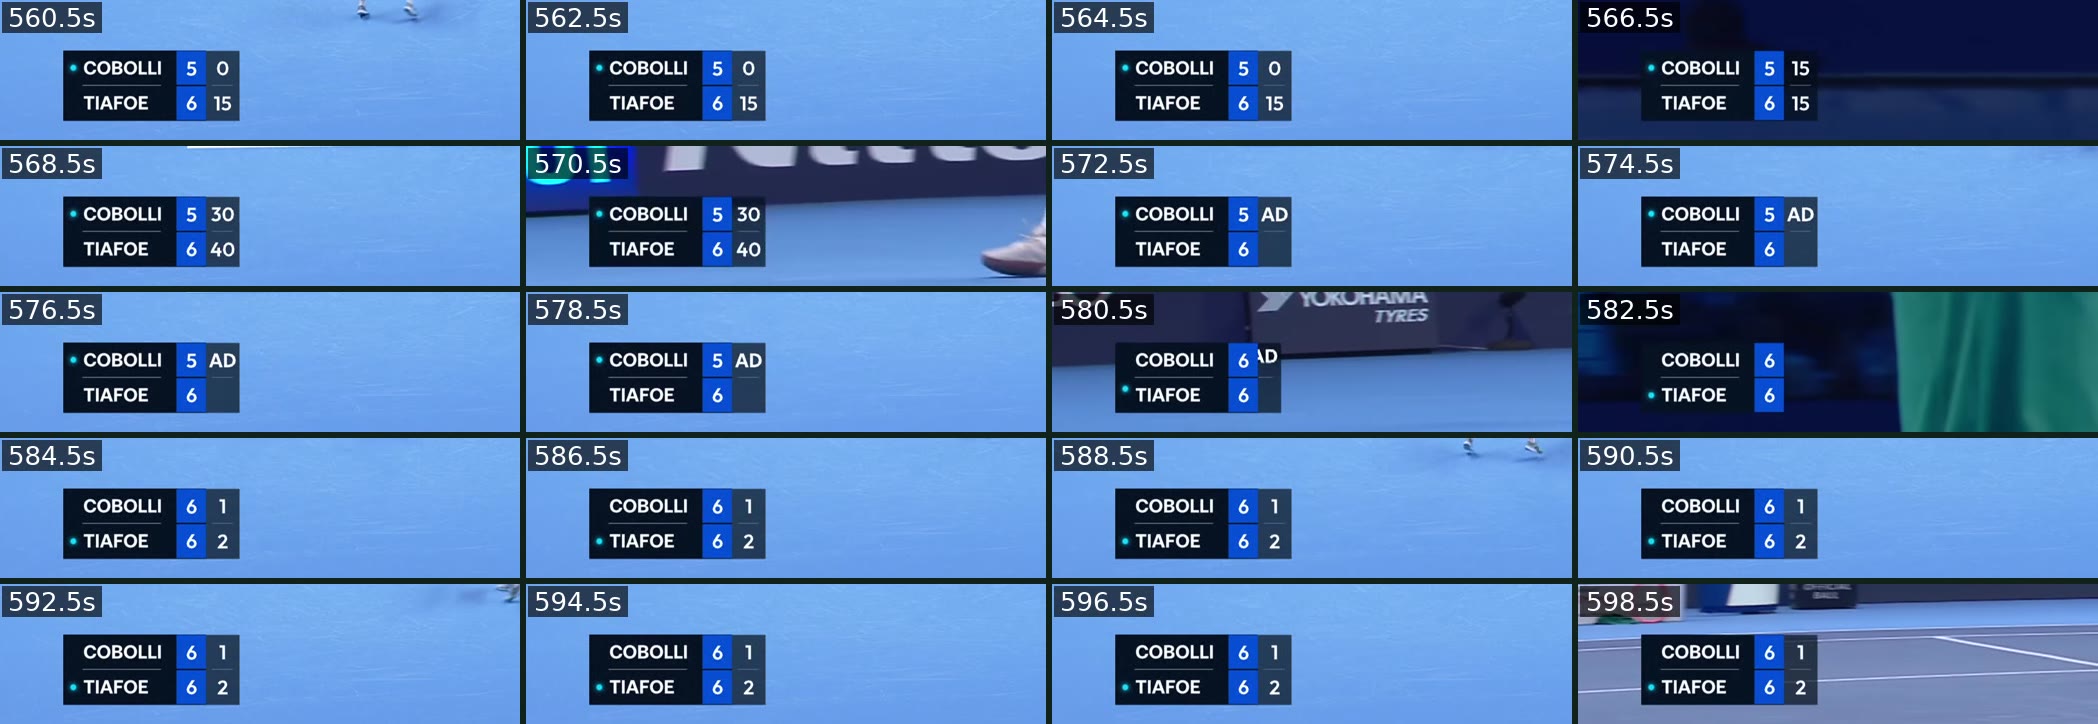 560.5s
COBOLLI 5 0
TIAFOE 6 15
562.5s
COBOLLI 5 0
TIAFOE 6 15
564.5s
COBOLLI 5 0
TIAFOE 6 15
566.5s
COBOLLI 5 15
TIAFOE 6 15
568.5s
COBOLLI 5 30
TIAFOE 6 40
570.5s
COBOLLI 5 30
TIAFOE 6 40
572.5s
COBOLLI 5 AD
TIAFOE 6
574.5s
COBOLLI 5 AD
TIAFOE 6
576.5s
COBOLLI 5 AD
TIAFOE 6
578.5s
COBOLLI 5 AD
TIAFOE 6
580.5s
YOKOHAMA
TYRES
COBOLLI 6 AD
TIAFOE 6
582.5s
COBOLLI 6
TIAFOE 6
584.5s
COBOLLI 6 1
TIAFOE 6 2
586.5s
COBOLLI 6 1
TIAFOE 6 2
588.5s
COBOLLI 6 1
TIAFOE 6 2
590.5s
COBOLLI 6 1
TIAFOE 6 2
592.5s
COBOLLI 6 1
TIAFOE 6 2
594.5s
COBOLLI 6 1
TIAFOE 6 2
596.5s
COBOLLI 6 1
TIAFOE 6 2
598.5s
OFFICIAL
BALL
COBOLLI 6 1
TIAFOE 6 2